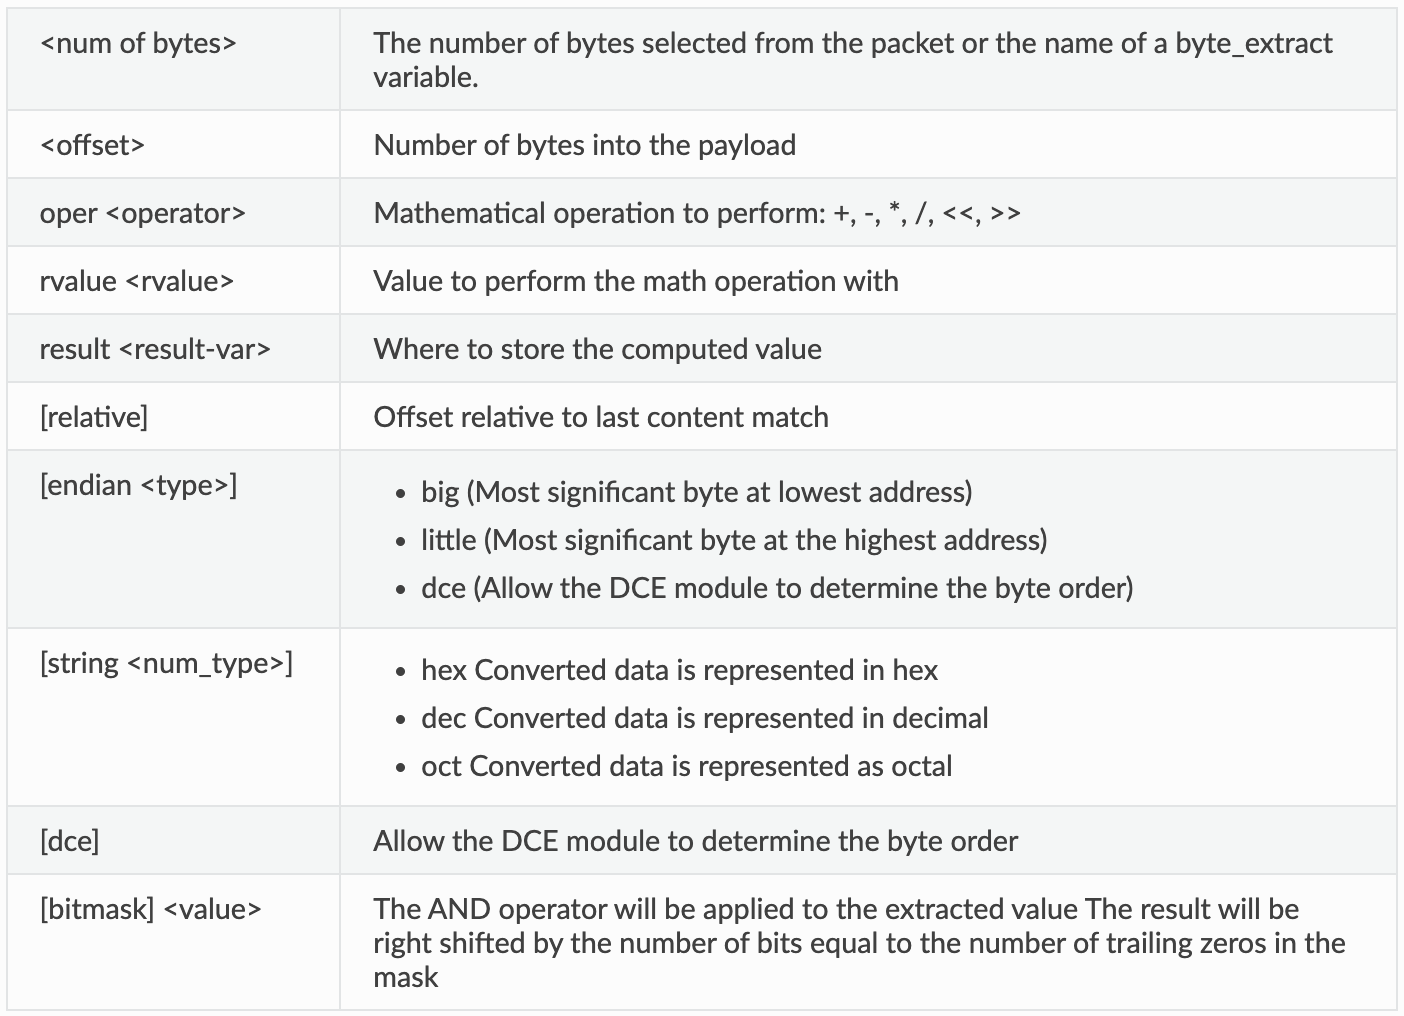 <num of bytes>
The number of bytes selected from the packet or the name of a byte_extract
variable.
<offset>
Number of bytes into the payload
oper <operator>
Mathematical operation to perform: +, -, *, /, <<, >>
rvalue <rvalue>
Value to perform the math operation with
result <result-var>
Where to store the computed value
[relative]
Offset relative to last content match
[endian <type>]
• big (Most significant byte at lowest address)
• little (Most significant byte at the highest address)
• dce (Allow the DCE module to determine the byte order)
[string <num_type>]
• hex Converted data is represented in hex
• dec Converted data is represented in decimal
• oct Converted data is represented as octal
[dce]
Allow the DCE module to determine the byte order
[bitmask] <value>
The AND operator will be applied to the extracted value The result will be
right shifted by the number of bits equal to the number of trailing zeros in the
mask